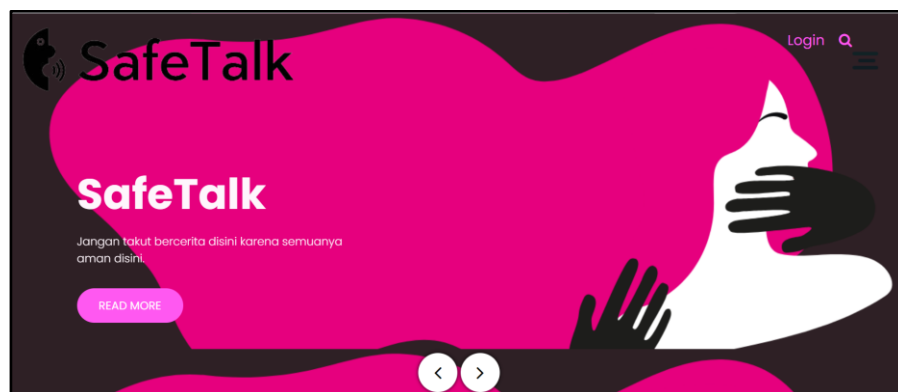 SafeTalk
Login
SafeTalk
Jangan takut bercerita disini karena semuanya
aman disini.
READ MORE